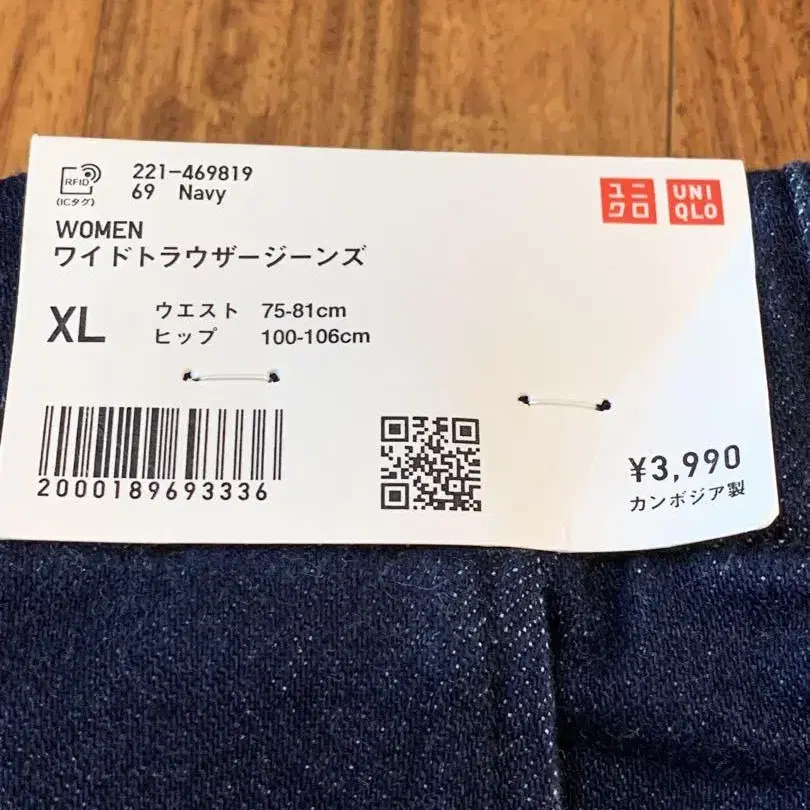 RFID
(ICタグ)
221-469819
69 Navy
ユニ
クロ
UNI
QLO
WOMEN
ワイドトラウザージーンズ
XL
ウエスト 75-81cm
ヒップ 100-106cm
2000189693336
¥3,990
カンボジア製